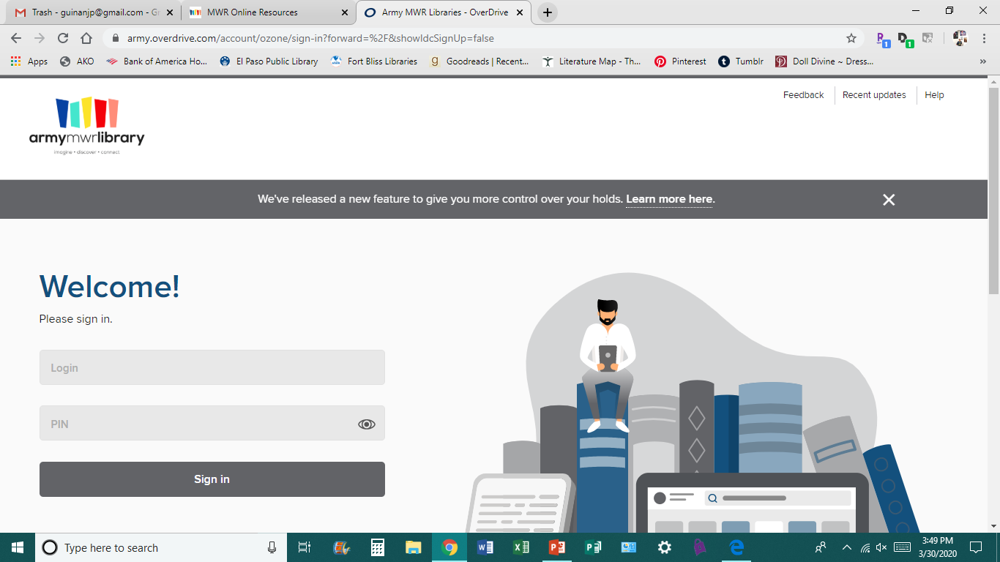 Trash - guinanjp@gmail.com - Gr
MWR Online Resources
Army MWR Libraries - OverDrive
army.overdrive.com/account/ozone/sign-in?forward=%2F&showIdcSignUp=false
1
1
Apps
AKO
Bank of America Ho...
El Paso Public Library
Fort Bliss Libraries
Goodreads | Recent...
Literature Map - Th...
Pinterest
Tumblr
Doll Divine ~ Dress...
»
Feedback
Recent updates
Help
armymwrlibrary
imagine • discover • connect
We've released a new feature to give you more control over your holds. Learn more here.
Welcome!
Please sign in.
Login
PIN
Sign in
Type here to search
3:49 PM
3/30/2020